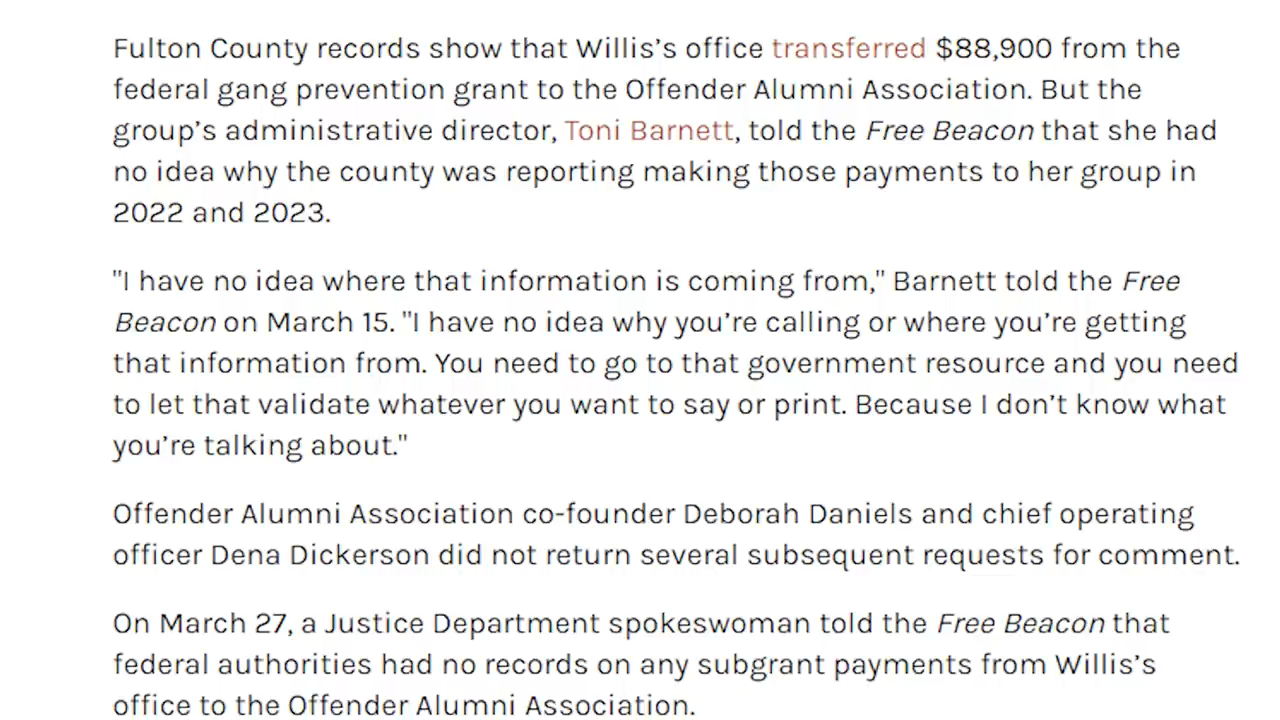 Fulton County records show that Willis’s office transferred $88,900 from the
federal gang prevention grant to the Offender Alumni Association. But the
group’s administrative director, Toni Barnett, told the Free Beacon that she had
no idea why the county was reporting making those payments to her group in
2022 and 2023.
"I have no idea where that information is coming from," Barnett told the Free
Beacon on March 15. "I have no idea why you’re calling or where you’re getting
that information from. You need to go to that government resource and you need
to let that validate whatever you want to say or print. Because I don’t know what
you’re talking about."
Offender Alumni Association co-founder Deborah Daniels and chief operating
officer Dena Dickerson did not return several subsequent requests for comment.
On March 27, a Justice Department spokeswoman told the Free Beacon that
federal authorities had no records on any subgrant payments from Willis’s
office to the Offender Alumni Association.